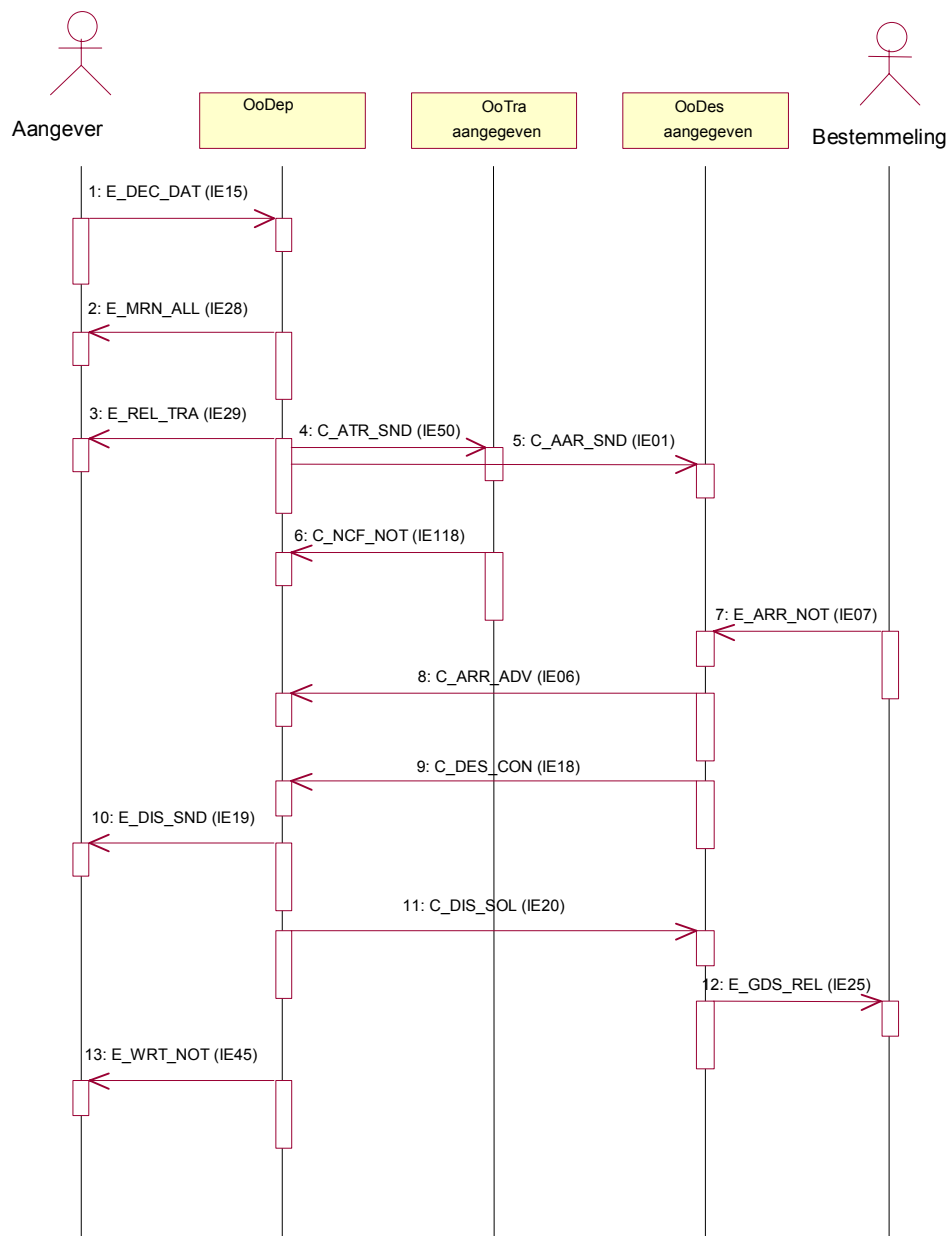 Aangever
OoDep
OoTra
aangegeven
OoDes
aangegeven
Bestemmeling
1: E_DEC_DAT (IE15)
2: E_MRN_ALL (IE28)
3: E_REL_TRA (IE29)
4: C_ATR_SND (IE50)
5: C_AAR_SND (IE01)
6: C_NCF_NOT (IE118)
7: E_ARR_NOT (IE07)
8: C_ARR_ADV (IE06)
9: C_DES_CON (IE18)
10: E_DIS_SND (IE19)
11: C_DIS_SOL (IE20)
12: E_GDS_REL (IE25)
13: E_WRT_NOT (IE45)